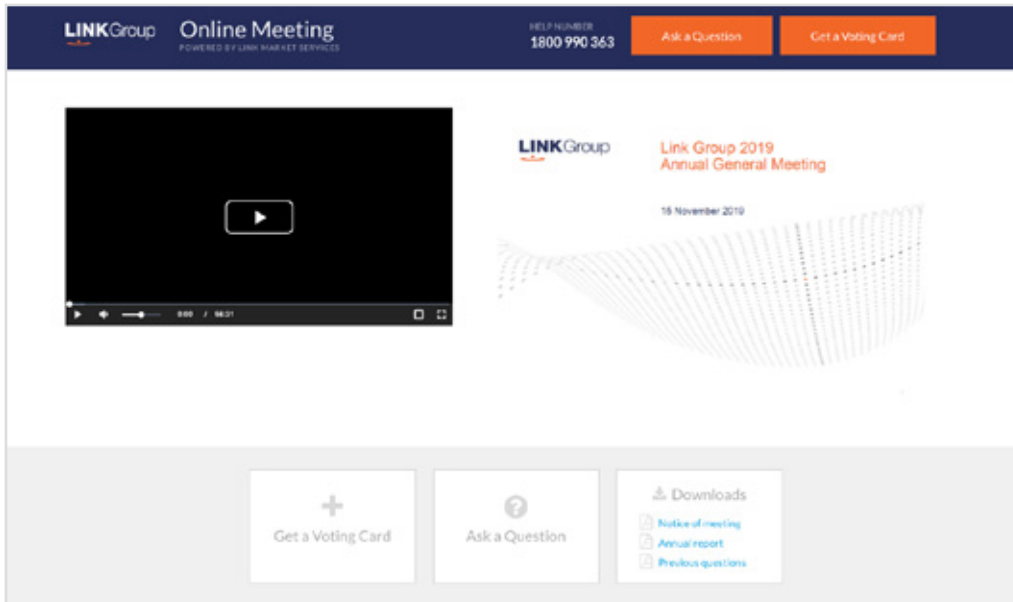 LINKGroup
Online Meeting
POWERED BY LINK MARKET SERVICES
HELP NUMBER
1800 990 363
Ask a Question
Get a Voting Card
LINKGroup
Link Group 2019
Annual General Meeting
15 November 2019
0:00 / 56:31
Get a Voting Card
Ask a Question
Downloads
Notice of meeting
Annual report
Previous questions